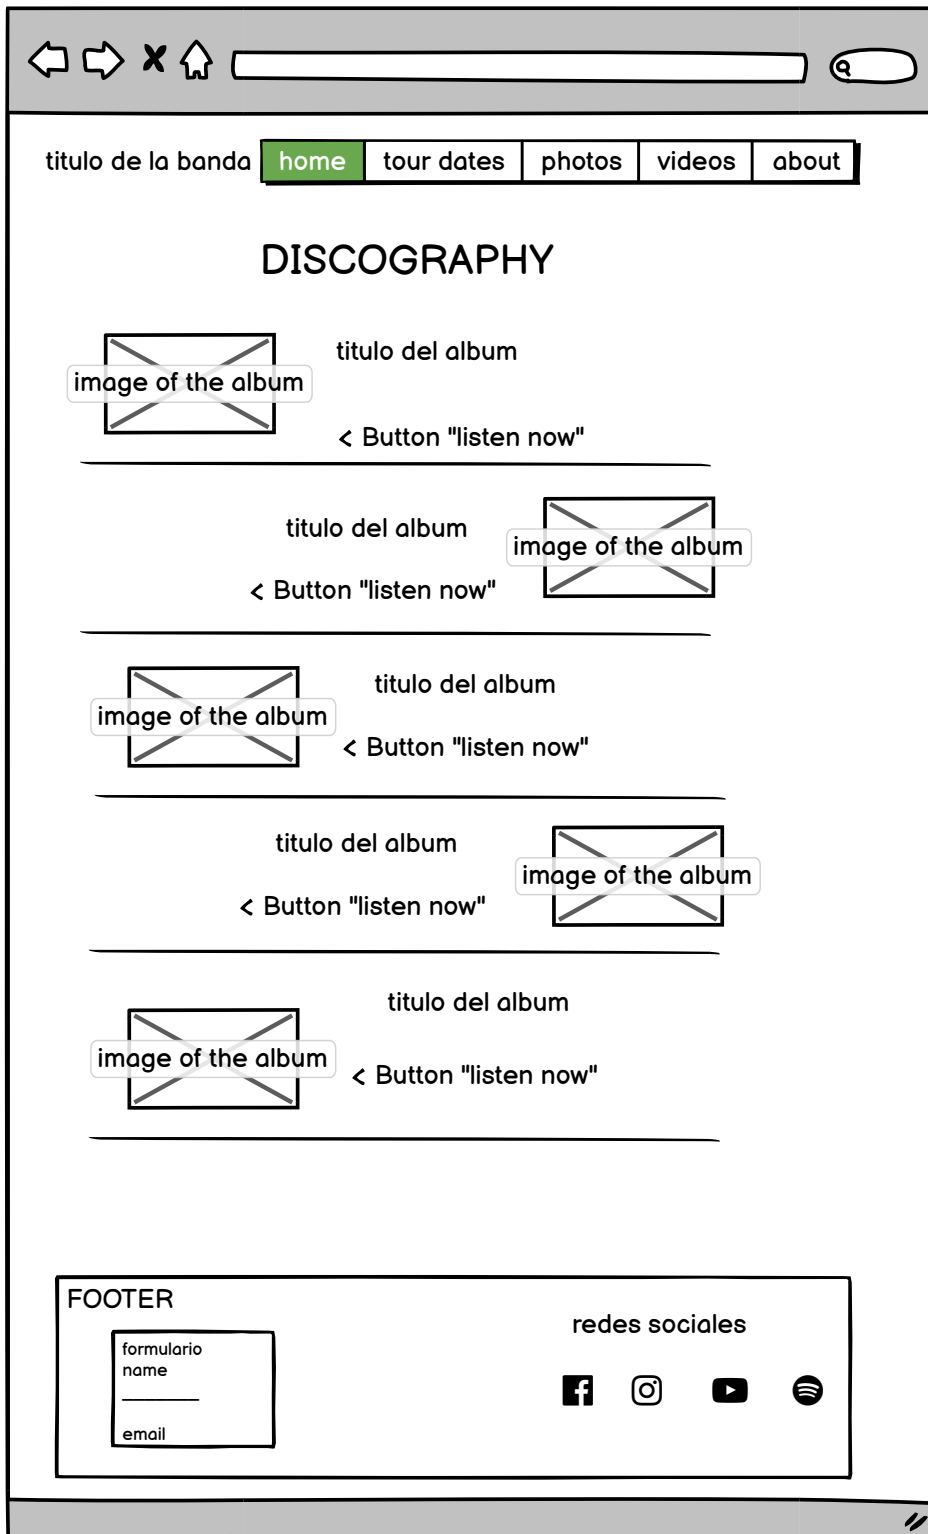 titulo de la banda home tour dates photos videos about
DISCOGRAPHY
titulo del album
image of the album
< Button "listen now"
titulo del album
image of the album
< Button "listen now"
titulo del album
image of the album
< Button "listen now"
titulo del album
image of the album
< Button "listen now"
titulo del album
image of the album
< Button "listen now"
FOOTER
formulario
name
email
redes sociales